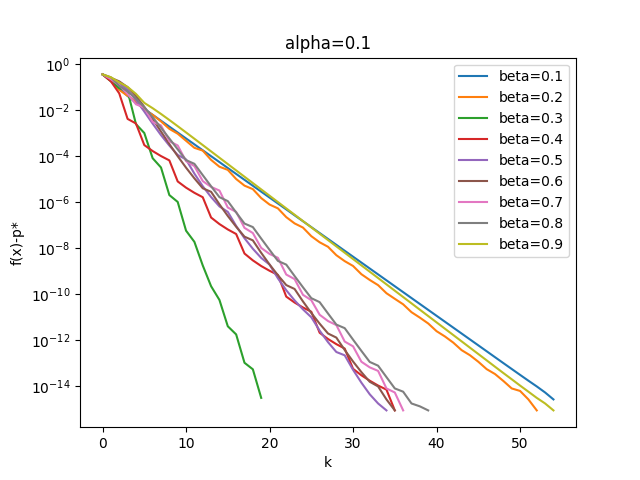 alpha=0.1
f(x)-p*
10⁰
10⁻²
10⁻⁴
10⁻⁶
10⁻⁸
10⁻¹⁰
10⁻¹²
10⁻¹⁴
beta=0.1
beta=0.2
beta=0.3
beta=0.4
beta=0.5
beta=0.6
beta=0.7
beta=0.8
beta=0.9
0 10 20 30 40 50
k